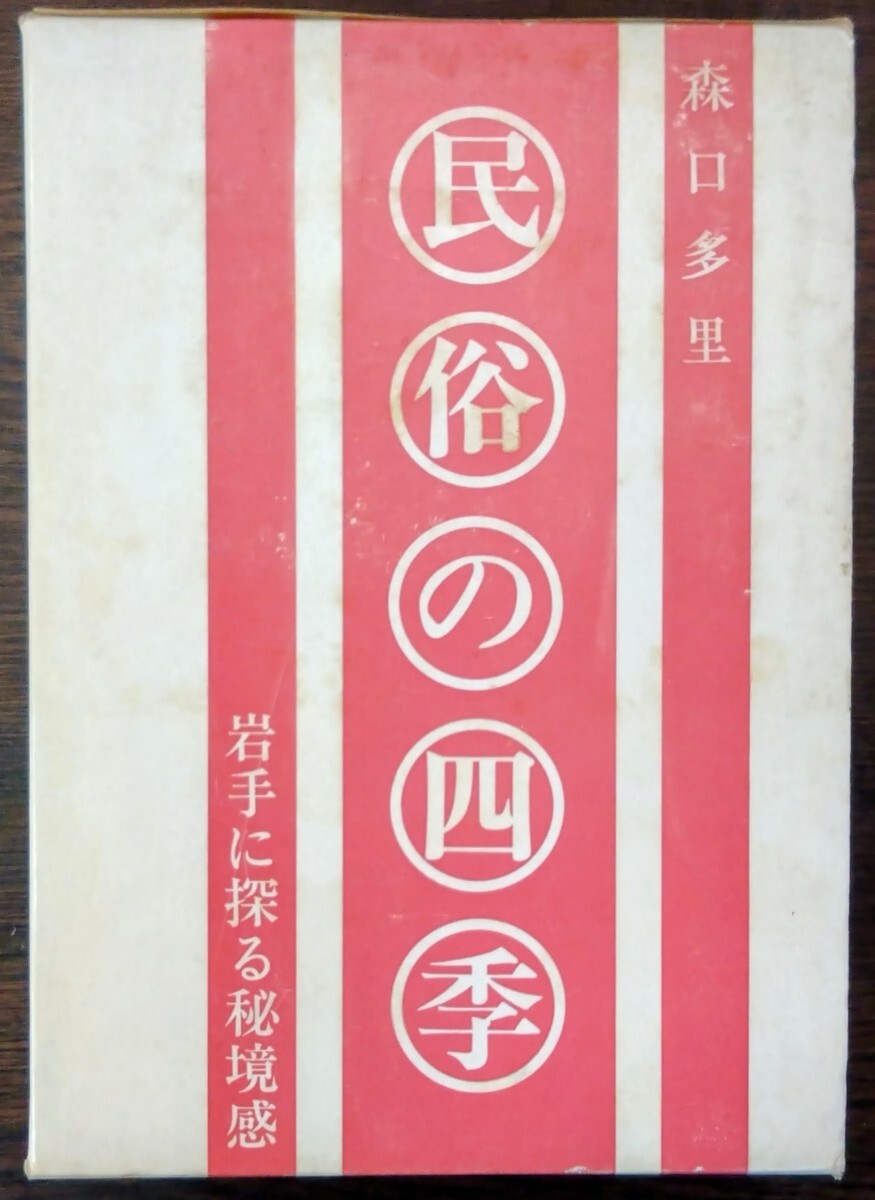 森口多里
民俗の四季
岩手に探る秘境感